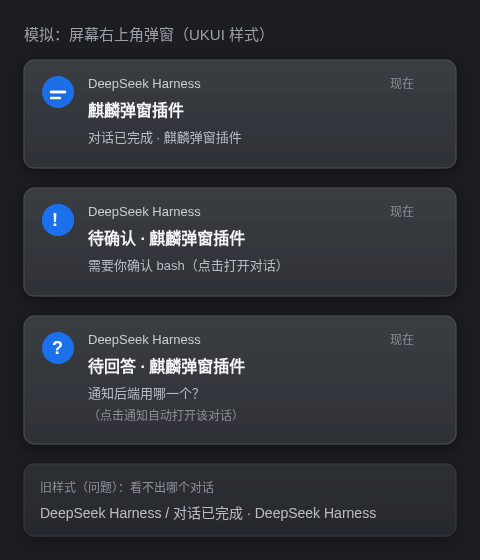 模拟：屏幕右上角弹窗（UKUI 样式）
DeepSeek Harness 现在
麒麟弹窗插件
对话已完成 · 麒麟弹窗插件
! DeepSeek Harness 现在
待确认 · 麒麟弹窗插件
需要你确认 bash（点击打开对话）
? DeepSeek Harness 现在
待回答 · 麒麟弹窗插件
通知后端用哪一个？
（点击通知自动打开该对话）
旧样式（问题）：看不出哪个对话
DeepSeek Harness / 对话已完成 · DeepSeek Harness